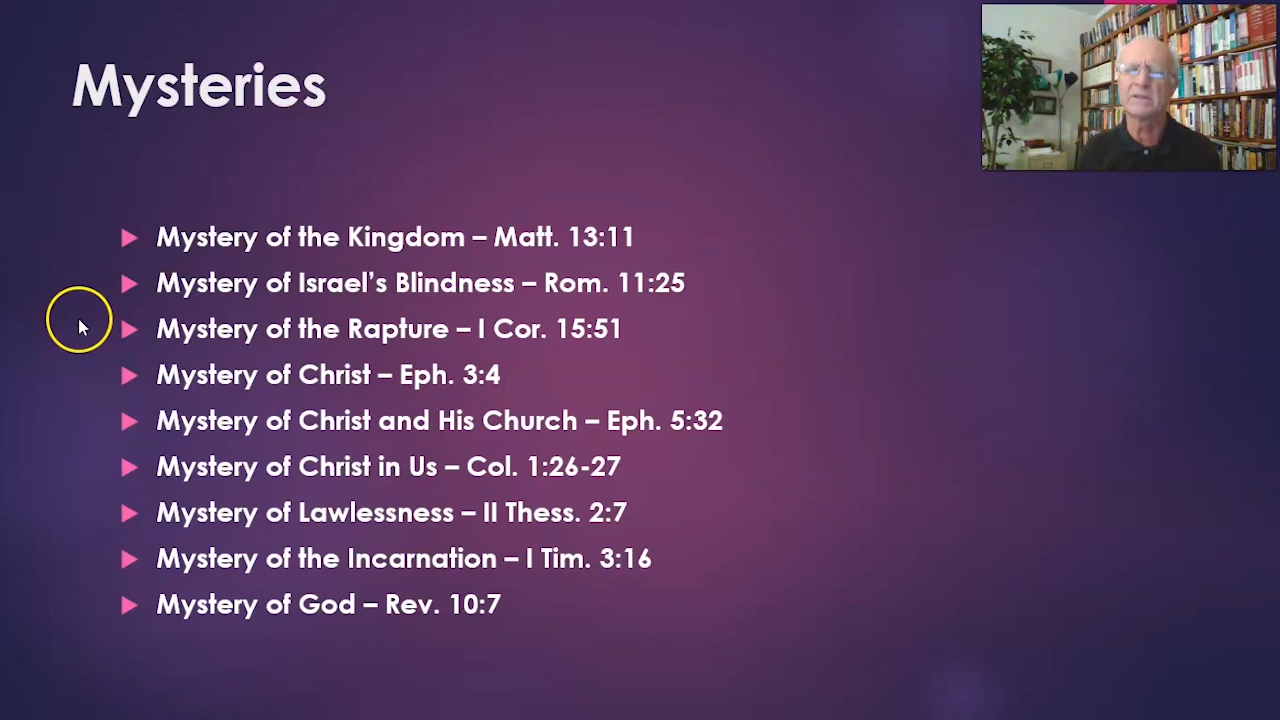 Mysteries
Mystery of the Kingdom – Matt. 13:11
Mystery of Israel's Blindness – Rom. 11:25
Mystery of the Rapture – I Cor. 15:51
Mystery of Christ – Eph. 3:4
Mystery of Christ and His Church – Eph. 5:32
Mystery of Christ in Us – Col. 1:26-27
Mystery of Lawlessness – II Thess. 2:7
Mystery of the Incarnation – I Tim. 3:16
Mystery of God – Rev. 10:7